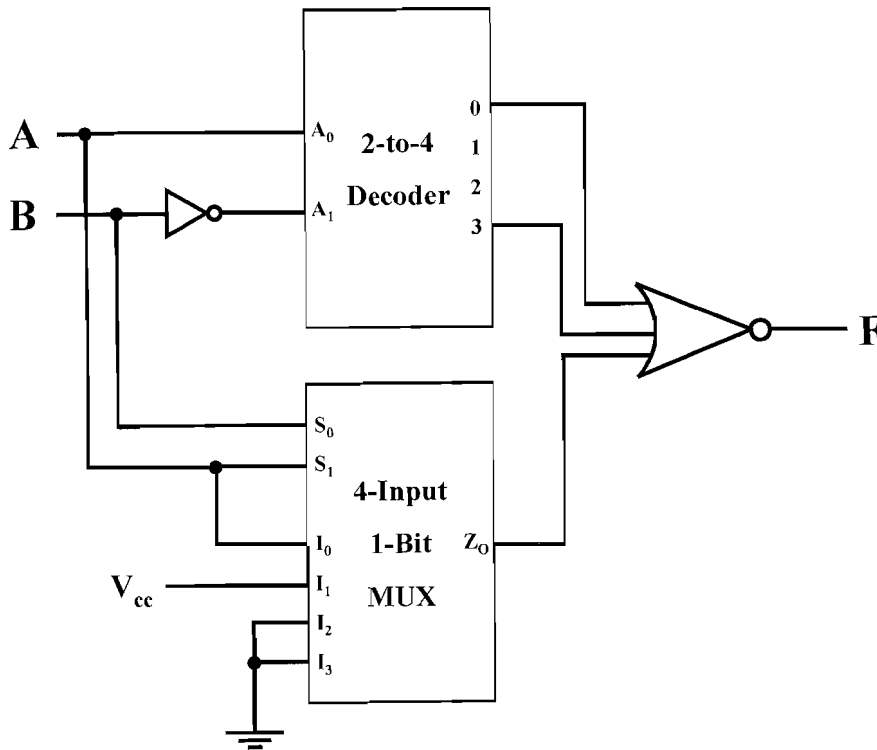 A
B
A0
A1
2-to-4
Decoder
0
1
2
3
F
S0
S1
I0
I1
I2
I3
4-Input
1-Bit
MUX
ZO
Vcc